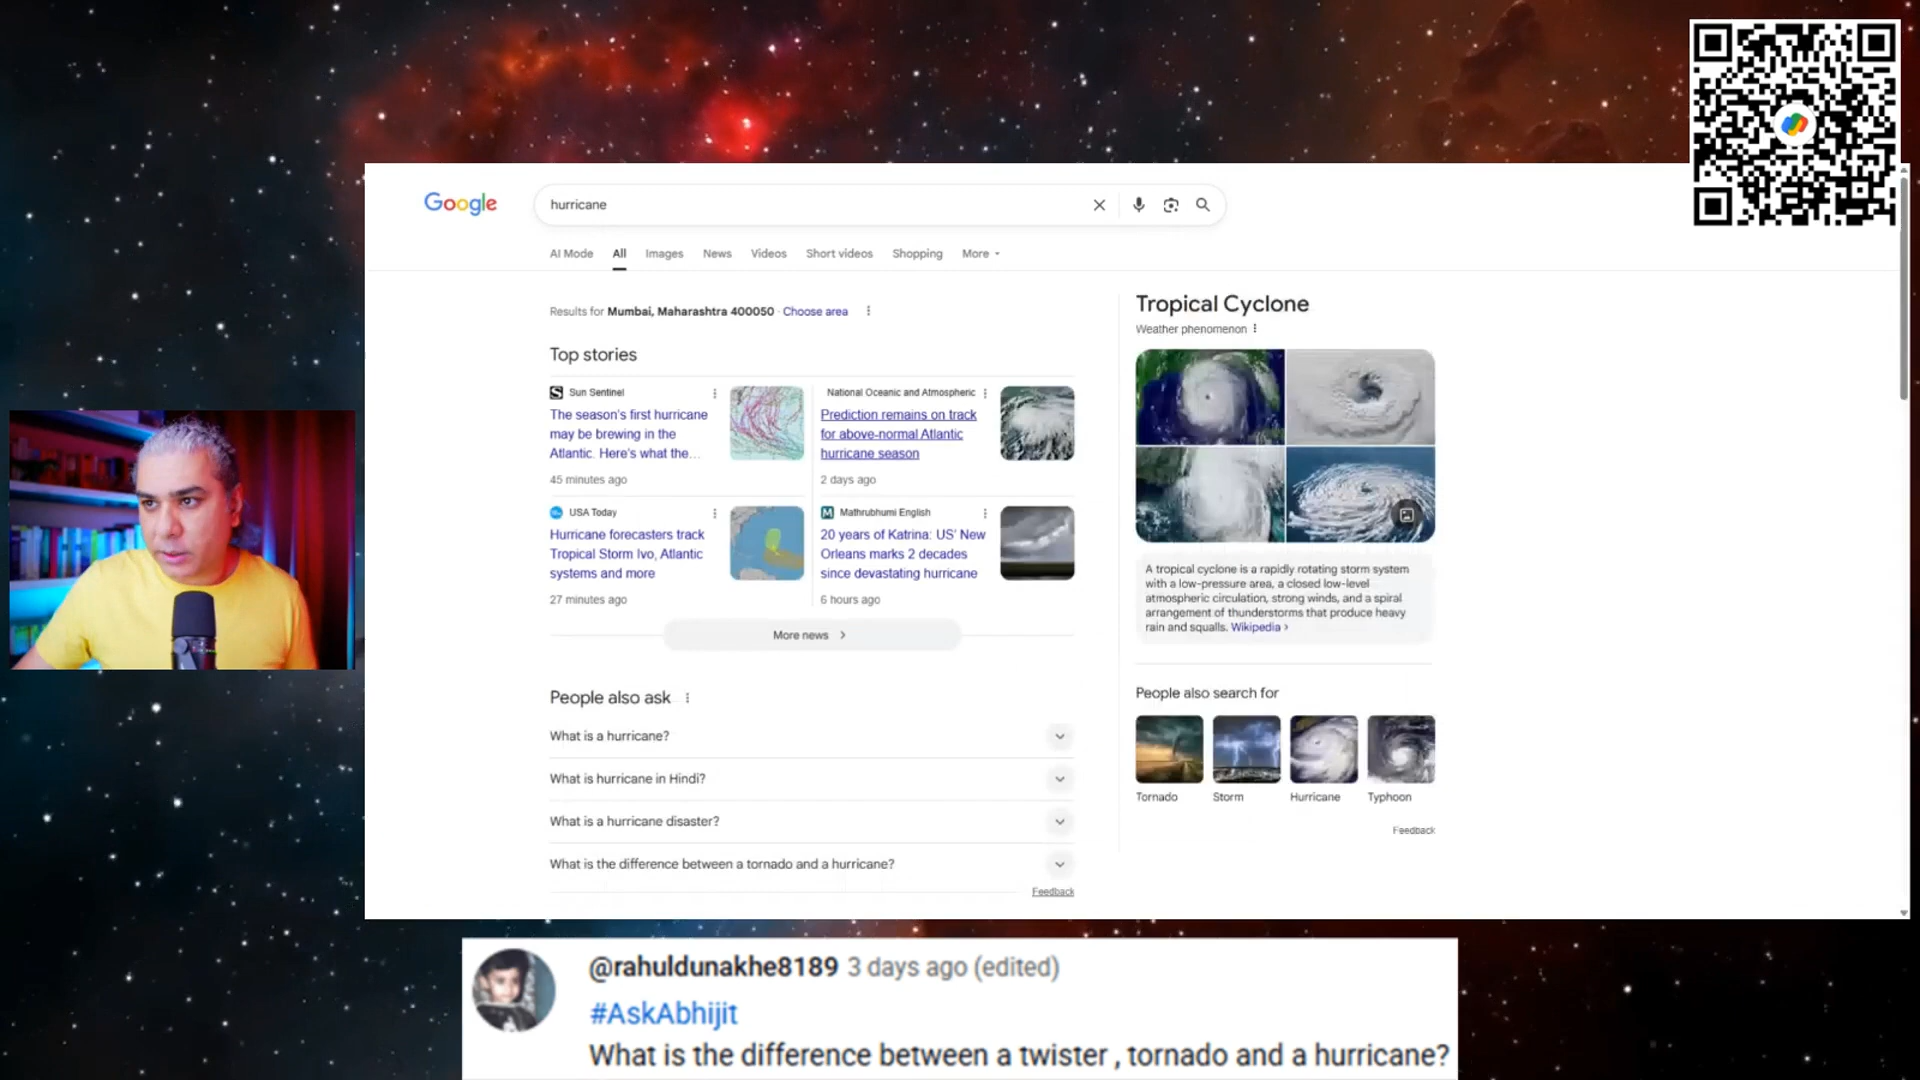 Google
hurricane
AI Mode
All
Images
News
Videos
Short videos
Shopping
More
Results for Mumbai, Maharashtra 400050 · Choose area
Top stories
Sun Sentinel
The season's first hurricane
may be brewing in the
Atlantic. Here's what the...
45 minutes ago
National Oceanic and Atmospheric
Prediction remains on track
for above-normal Atlantic
hurricane season
2 days ago
USA Today
Hurricane forecasters track
Tropical Storm Ivo, Atlantic
systems and more
27 minutes ago
Mathrubhumi English
20 years of Katrina: US' New
Orleans marks 2 decades
since devastating hurricane
6 hours ago
More news
People also ask
What is a hurricane?
What is hurricane in Hindi?
What is a hurricane disaster?
What is the difference between a tornado and a hurricane?
Feedback
Tropical Cyclone
Weather phenomenon
A tropical cyclone is a rapidly rotating storm system
with a low-pressure area, a closed low-level
atmospheric circulation, strong winds, and a spiral
arrangement of thunderstorms that produce heavy
rain and squalls. Wikipedia ›
People also search for
Tornado
Storm
Hurricane
Typhoon
Feedback
@rahuldunakhe8189 3 days ago (edited)
#AskAbhijit
What is the difference between a twister , tornado and a hurricane?